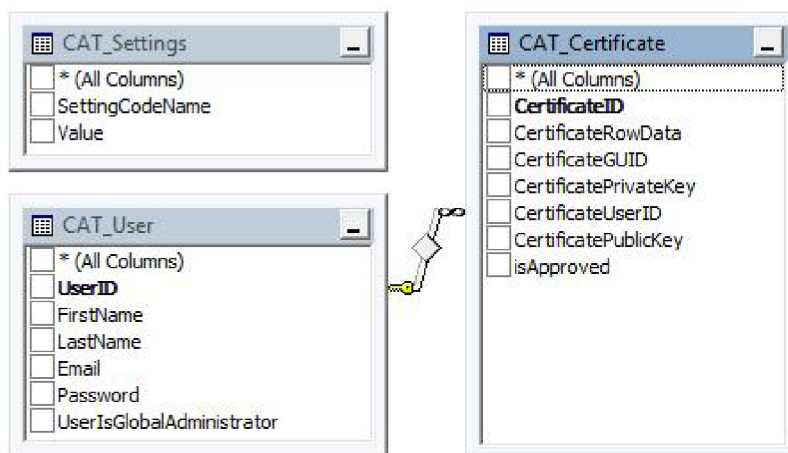 CAT_Settings
* (All Columns)
SettingCodeName
Value
CAT_User
* (All Columns)
UserID
FirstName
LastName
Email
Password
UserIsGlobalAdministrator
CAT_Certificate
* (All Columns)
CertificateID
CertificateRowData
CertificateGUID
CertificatePrivateKey
CertificateUserID
CertificatePublicKey
isApproved